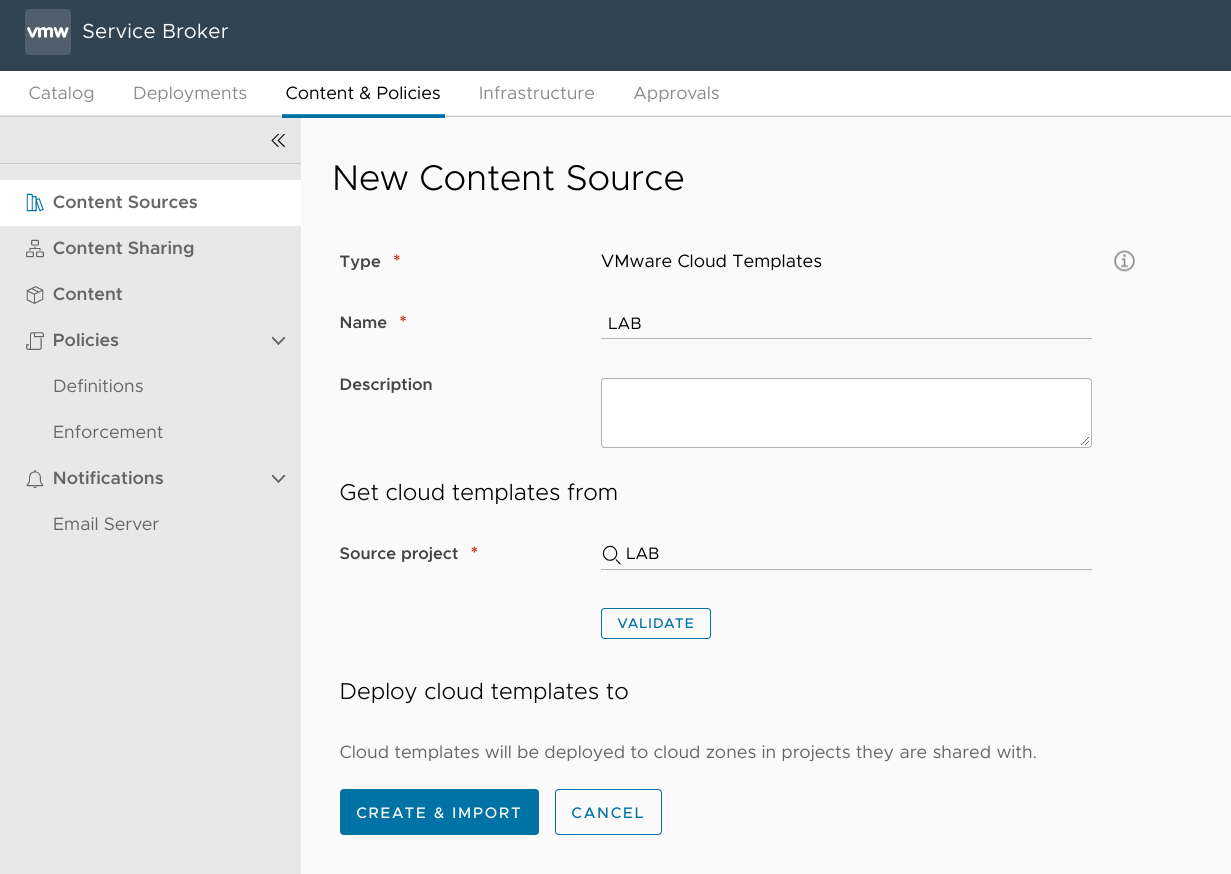 vmw Service Broker
Catalog Deployments Content & Policies Infrastructure Approvals
Content Sources
Content Sharing
Content
Policies
Definitions
Enforcement
Notifications
Email Server
New Content Source
Type * VMware Cloud Templates
Name * LAB
Description
Get cloud templates from
Source project * LAB
VALIDATE
Deploy cloud templates to
Cloud templates will be deployed to cloud zones in projects they are shared with.
CREATE & IMPORT CANCEL